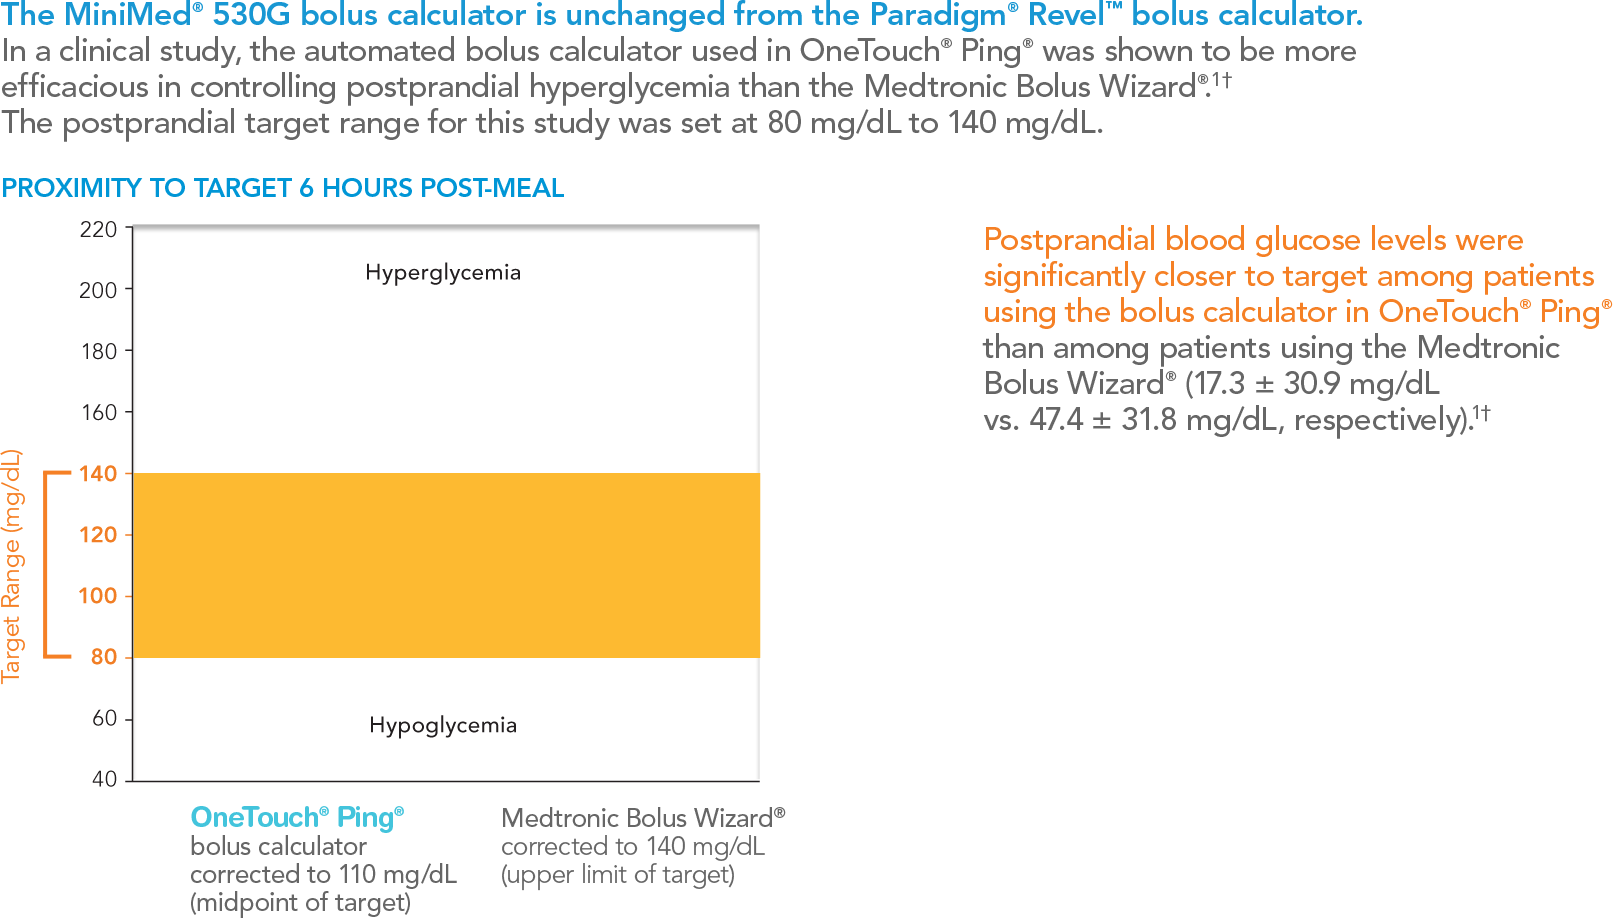 The MiniMed® 530G bolus calculator is unchanged from the Paradigm® Revel™ bolus calculator.
In a clinical study, the automated bolus calculator used in OneTouch® Ping® was shown to be more
efficacious in controlling postprandial hyperglycemia than the Medtronic Bolus Wizard®.1†
The postprandial target range for this study was set at 80 mg/dL to 140 mg/dL.
PROXIMITY TO TARGET 6 HOURS POST-MEAL
220
200
180
160
140
120
100
80
60
40
Target Range (mg/dL)
Hyperglycemia
Hypoglycemia
OneTouch® Ping®
bolus calculator
corrected to 110 mg/dL
(midpoint of target)
Medtronic Bolus Wizard®
corrected to 140 mg/dL
(upper limit of target)
Postprandial blood glucose levels were
significantly closer to target among patients
using the bolus calculator in OneTouch® Ping®
than among patients using the Medtronic
Bolus Wizard® (17.3 ± 30.9 mg/dL
vs. 47.4 ± 31.8 mg/dL, respectively).1†